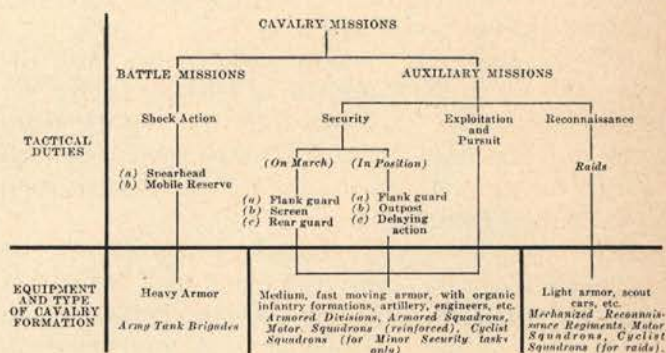 CAVALRY MISSIONS
BATTLE MISSIONS
AUXILIARY MISSIONS
TACTICAL
DUTIES
Shock Action
Security
Exploitation
and
Pursuit
Reconnaissance
(a) Spearhead
(b) Mobile Reserve
(On March)
(In Position)
Raids
(a) Flank guard
(b) Screen
(c) Rear guard
(a) Flank guard
(b) Outpost
(c) Delaying
action
EQUIPMENT
AND TYPE
OF CAVALRY
FORMATION
Heavy Armor
Army Tank Brigades
Medium, fast moving armor, with organic
infantry formations, artillery, engineers, etc.
Armored Divisions, Armored Squadrons,
Motor Squadrons (reinforced), Cyclist
Squadrons (for Minor Security tasks
only)
Light armor, scout
cars, etc.
Mechanized Reconnais-
sance Regiments, Motor
Squadrons, Cyclist
Squadrons (for raids).